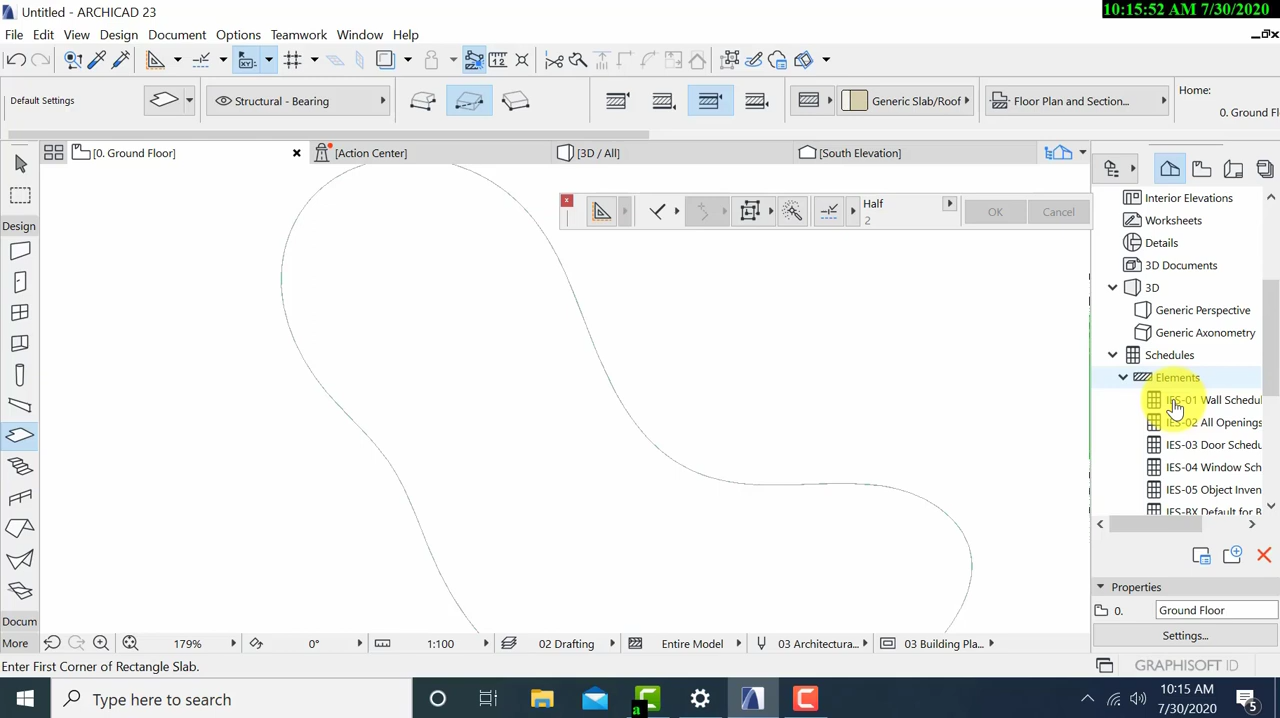 Untitled - ARCHICAD 23
10:15:52 AM 7/30/2020
File Edit View Design Document Options Teamwork Window Help
Default Settings
Structural - Bearing
Generic Slab/Roof
Floor Plan and Section...
Home:
0. Ground Fl
[0. Ground Floor]
[Action Center]
[3D / All]
[South Elevation]
Half
2
OK
Cancel
Design
Interior Elevations
Worksheets
Details
3D Documents
3D
Generic Perspective
Generic Axonometry
Schedules
Elements
IES-01 Wall Schedul
IES-02 All Openings
IES-03 Door Schedu
IES-04 Window Sch
IES-05 Object Inven
IES-BX Default for B
Properties
0.
Ground Floor
Settings...
Docum
More
179%
0°
1:100
02 Drafting
Entire Model
03 Architectura...
03 Building Pla...
Enter First Corner of Rectangle Slab.
GRAPHISOFT ID
Type here to search
a
10:15 AM
7/30/2020
5